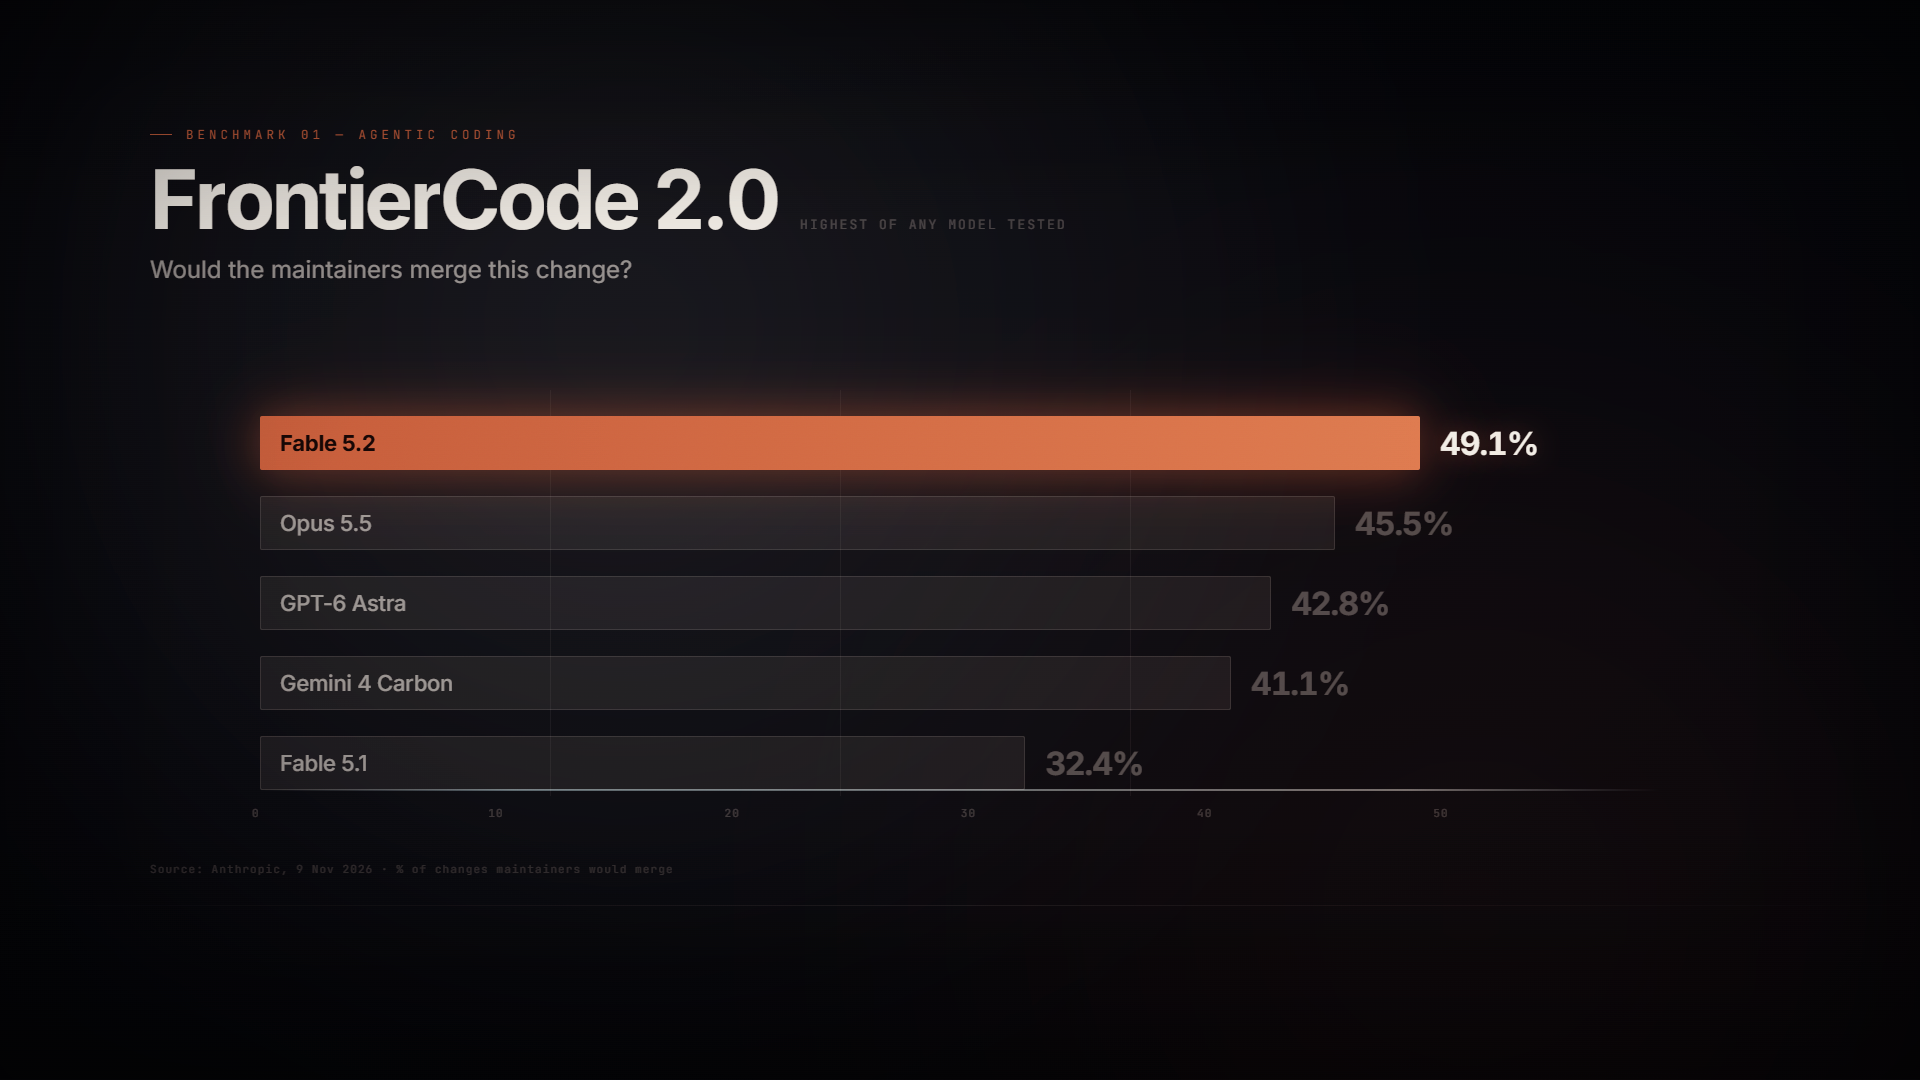 BENCHMARK 01 — AGENTIC CODING
FrontierCode 2.0 HIGHEST OF ANY MODEL TESTED
Would the maintainers merge this change?
Fable 5.2 49.1%
Opus 5.5 45.5%
GPT-6 Astra 42.8%
Gemini 4 Carbon 41.1%
Fable 5.1 32.4%
0 10 20 30 40 50
Source: Anthropic, 9 Nov 2026 · % of changes maintainers would merge